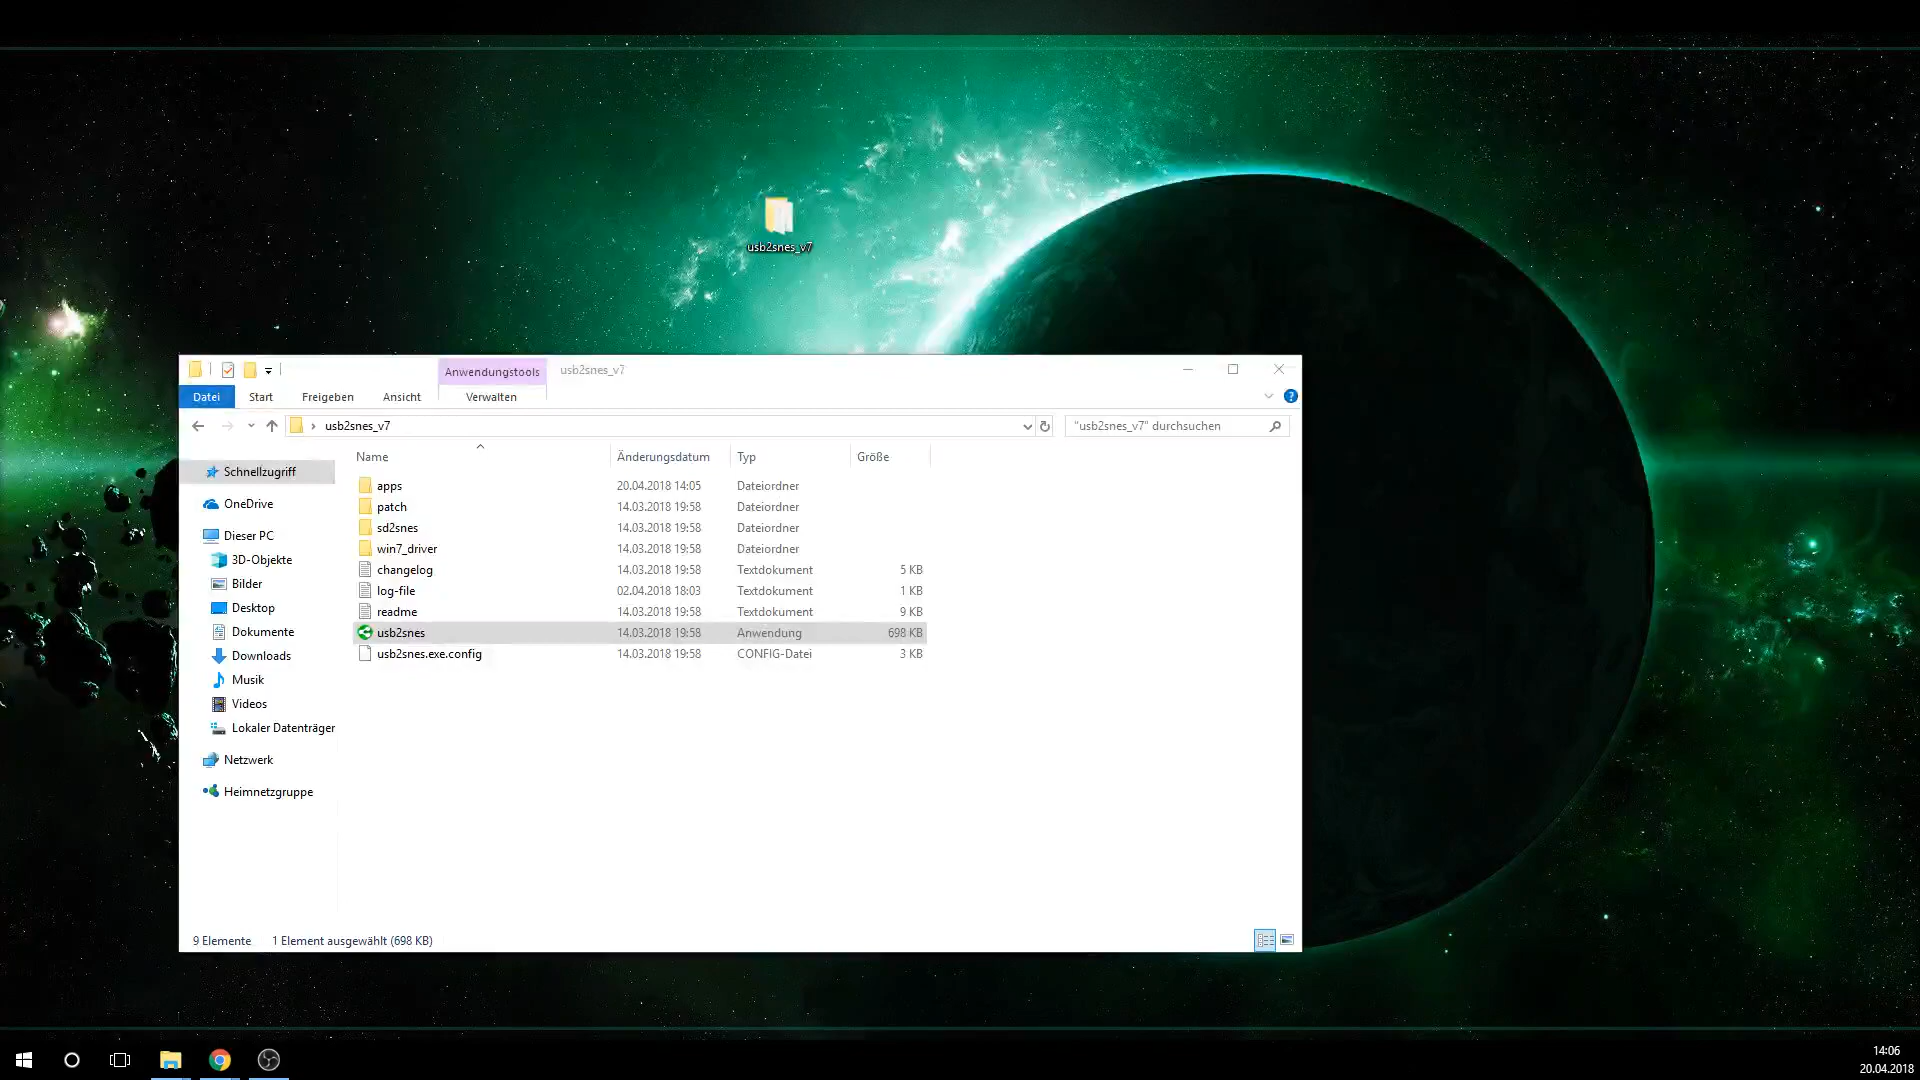 usb2snes_v7
Anwendungstools
usb2snes_v7
Datei
Start
Freigeben
Ansicht
Verwalten
usb2snes_v7
"usb2snes_v7" durchsuchen
Name
Änderungsdatum
Typ
Größe
Schnellzugriff
OneDrive
Dieser PC
3D-Objekte
Bilder
Desktop
Dokumente
Downloads
Musik
Videos
Lokaler Datenträger
Netzwerk
Heimnetzgruppe
apps 20.04.2018 14:05 Dateiordner
patch 14.03.2018 19:58 Dateiordner
sd2snes 14.03.2018 19:58 Dateiordner
win7_driver 14.03.2018 19:58 Dateiordner
changelog 14.03.2018 19:58 Textdokument 5 KB
log-file 02.04.2018 18:03 Textdokument 1 KB
readme 14.03.2018 19:58 Textdokument 9 KB
usb2snes 14.03.2018 19:58 Anwendung 698 KB
usb2snes.exe.config 14.03.2018 19:58 CONFIG-Datei 3 KB
9 Elemente 1 Element ausgewählt (698 KB)
14:06
20.04.2018